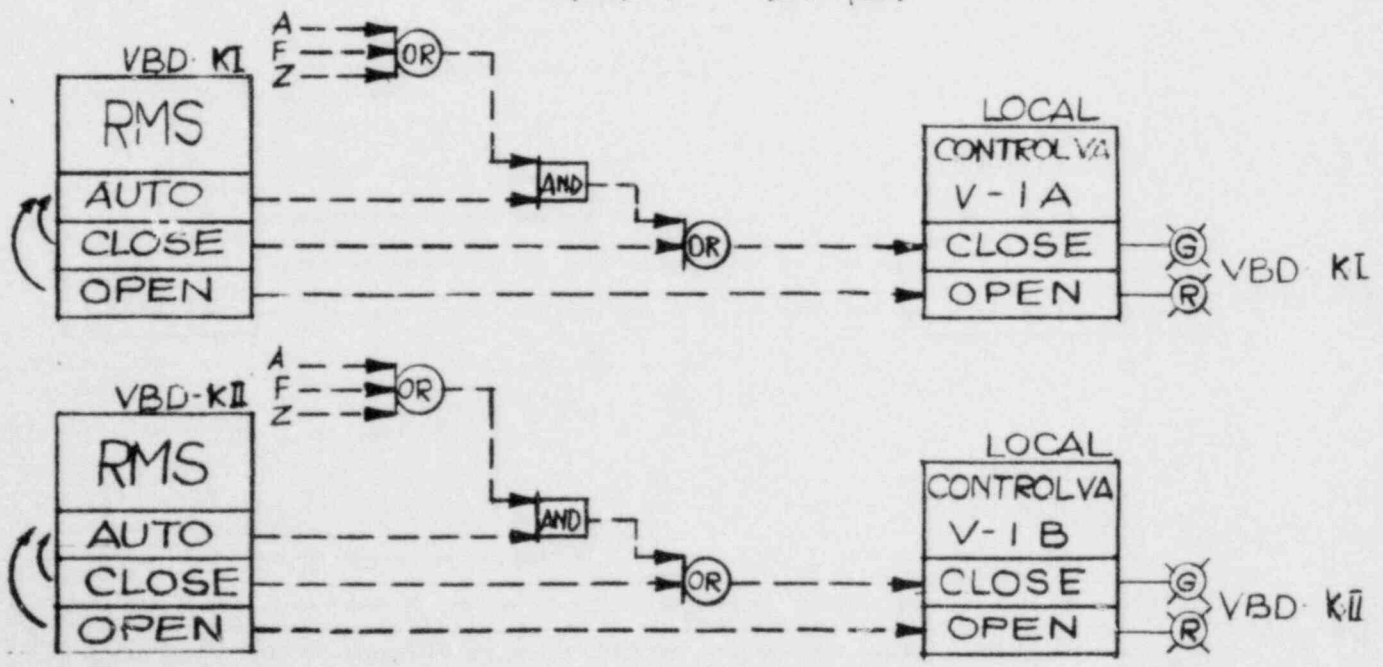 A
F
Z
OR
VBD· KI
RMS
AUTO
CLOSE
OPEN
AND
OR
LOCAL
CONTROL VA
V-1A
CLOSE
OPEN
G
R
VBD· KI
A
F
Z
OR
VBD-KII
RMS
AUTO
CLOSE
OPEN
AND
OR
LOCAL
CONTROL VA
V-1B
CLOSE
OPEN
G
R
VBD· KII